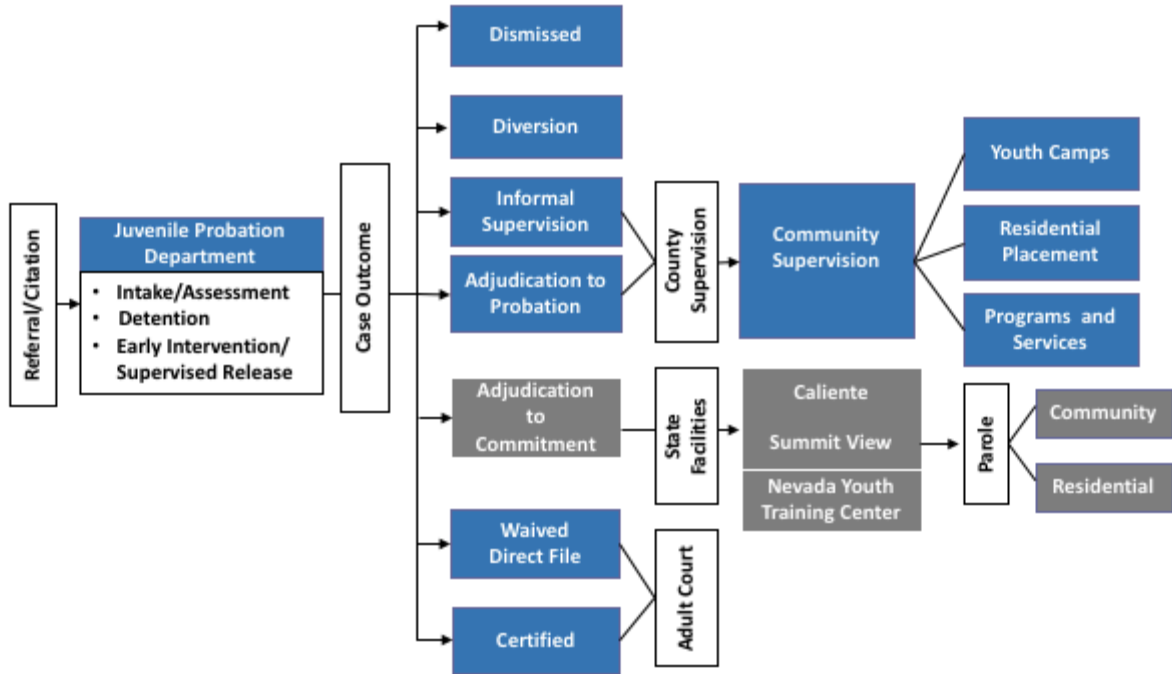 Referral/Citation
Juvenile Probation
Department
• Intake/Assessment
• Detention
• Early Intervention/
Supervised Release
Case Outcome
Dismissed
Diversion
Informal
Supervision
Adjudication to
Probation
County
Supervision
Community
Supervision
Youth Camps
Residential
Placement
Programs and
Services
Adjudication
to
Commitment
State
Facilities
Caliente
Summit View
Nevada Youth
Training Center
Parole
Community
Residential
Waived
Direct File
Certified
Adult Court